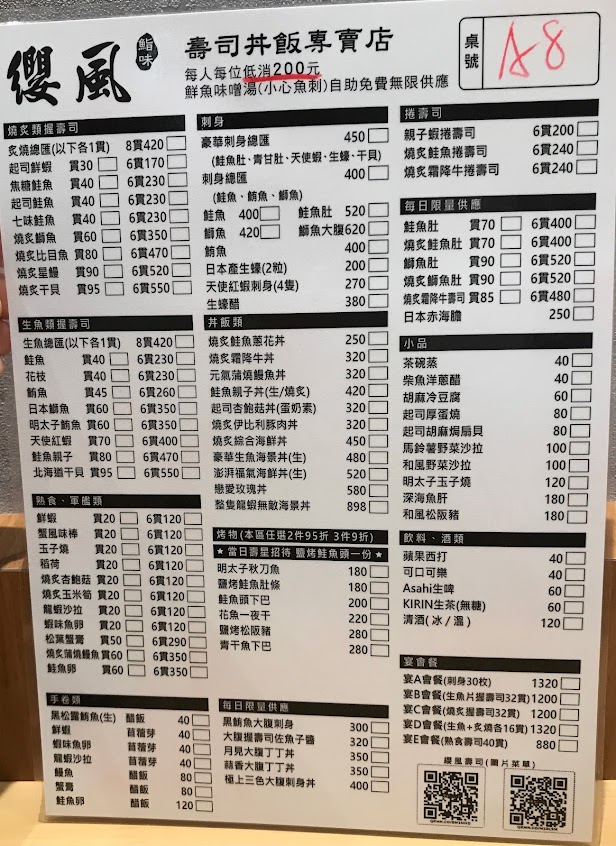 纓風
鮨味
壽司丼飯專賣店
每人每位低消200元
鮮魚味噌湯(小心魚刺)自助免費無限供應
桌號
A8
燒炙類握壽司
炙燒總匯(以下各1貫) 8貫420
起司鮮蝦 貫30 6貫170
焦糖鮭魚 貫40 6貫230
起司鮭魚 貫40 6貫230
七味鮭魚 貫40 6貫230
燒炙鰤魚 貫60 6貫350
燒炙比目魚 貫80 6貫470
燒炙星鰻 貫90 6貫520
燒炙干貝 貫95 6貫550
生魚類握壽司
生魚總匯(以下各1貫) 8貫420
鮭魚 貫40 6貫230
花枝 貫40 6貫230
鮪魚 貫45 6貫260
日本鰤魚 貫60 6貫350
明太子鮪魚 貫60 6貫350
天使紅蝦 貫70 6貫400
鮭魚親子 貫80 6貫470
北海道干貝 貫95 6貫550
熟食、軍艦類
鮮蝦 貫20 6貫120
蟹風味棒 貫20 6貫120
玉子燒 貫20 6貫120
稻荷 貫20 6貫120
燒炙杏鮑菇 貫20 6貫120
燒炙玉米筍 貫20 6貫120
龍蝦沙拉 貫20 6貫120
蝦味魚卵 貫20 6貫120
松葉蟹膏 貫50 6貫290
燒炙蒲燒鰻魚 貫60 6貫350
鮭魚卵 貫60 6貫350
手卷類
黑松露鮪魚(生) 醋飯 40
鮮蝦 苜蓿芽 40
蝦味魚卵 苜蓿芽 40
龍蝦沙拉 苜蓿芽 40
鰻魚 醋飯 80
蟹膏 醋飯 80
鮭魚卵 醋飯 120
刺身
豪華刺身總匯 450
(鮭魚肚、青甘肚、天使蝦、生蠔、干貝)
刺身總匯 400
(鮭魚、鮪魚、鰤魚)
鮭魚 400 鮭魚肚 520
鰤魚 420 鰤魚大腹 620
鮪魚 400
日本產生蠔(2粒) 200
天使紅蝦刺身(4隻) 270
生蠔醋 380
丼飯類
燒炙鮭魚蔥花丼 250
燒炙霜降牛丼 320
元氣蒲燒鰻魚丼 320
鮭魚親子丼(生/燒炙) 420
起司杏鮑菇丼(蛋奶素) 320
燒炙伊比利豚肉丼 320
燒炙綜合海鮮丼 450
豪華生魚海景丼(生) 480
澎湃福氣海鮮丼(生) 520
戀愛玫瑰丼 580
整隻龍蝦無敵海景丼 898
烤物(本區任選2件95折 3件9折)
★ 當日壽星招待 鹽烤鮭魚頭一份 ★
明太子秋刀魚 180
鹽烤鮭魚肚條 180
鮭魚頭下巴 200
花魚一夜干 220
鹽烤松阪豬 280
青干魚下巴 280
每日限量供應
黑鮪魚大腹刺身 300
大腹握壽司佐魚子醬 320
月見大腹丁丁丼 350
蒜香大腹丁丁丼 350
極上三色大腹刺身丼 400
捲壽司
親子蝦捲壽司 6貫200
燒炙鮭魚捲壽司 6貫240
燒炙霜降牛捲壽司 6貫240
每日限量供應
鮭魚肚 貫70 6貫400
燒炙鮭魚肚 貫70 6貫400
鰤魚肚 貫90 6貫520
燒炙鰤魚肚 貫90 6貫520
燒炙霜降牛壽司 貫85 6貫480
日本赤海膽 250
小品
茶碗蒸 40
柴魚洋蔥醋 40
胡麻冷豆腐 60
起司厚蛋燒 80
起司胡麻焗扇貝 80
馬鈴薯野菜沙拉 100
和風野菜沙拉 100
明太子玉子燒 120
深海魚肝 180
和風松阪豬 180
飲料、酒類
蘋果西打 40
可口可樂 40
Asahi生啤 60
KIRIN生茶(無糖) 60
清酒(冰/溫) 120
宴會餐
宴A會餐(刺身30枚) 1320
宴B會餐(生魚片握壽司32貫) 1200
宴C會餐(燒炙握壽司32貫) 1200
宴D會餐(生魚+炙燒各16貫) 1320
宴E會餐(熟食壽司40貫) 880
纓風壽司(圖片菜單)